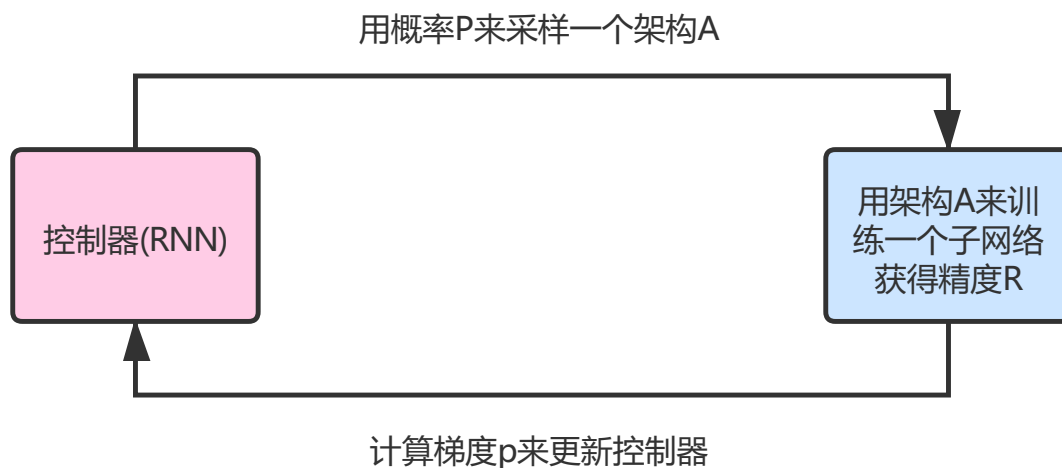 用概率P来采样一个架构A
控制器(RNN)
用架构A来训
练一个子网络
获得精度R
计算梯度p来更新控制器